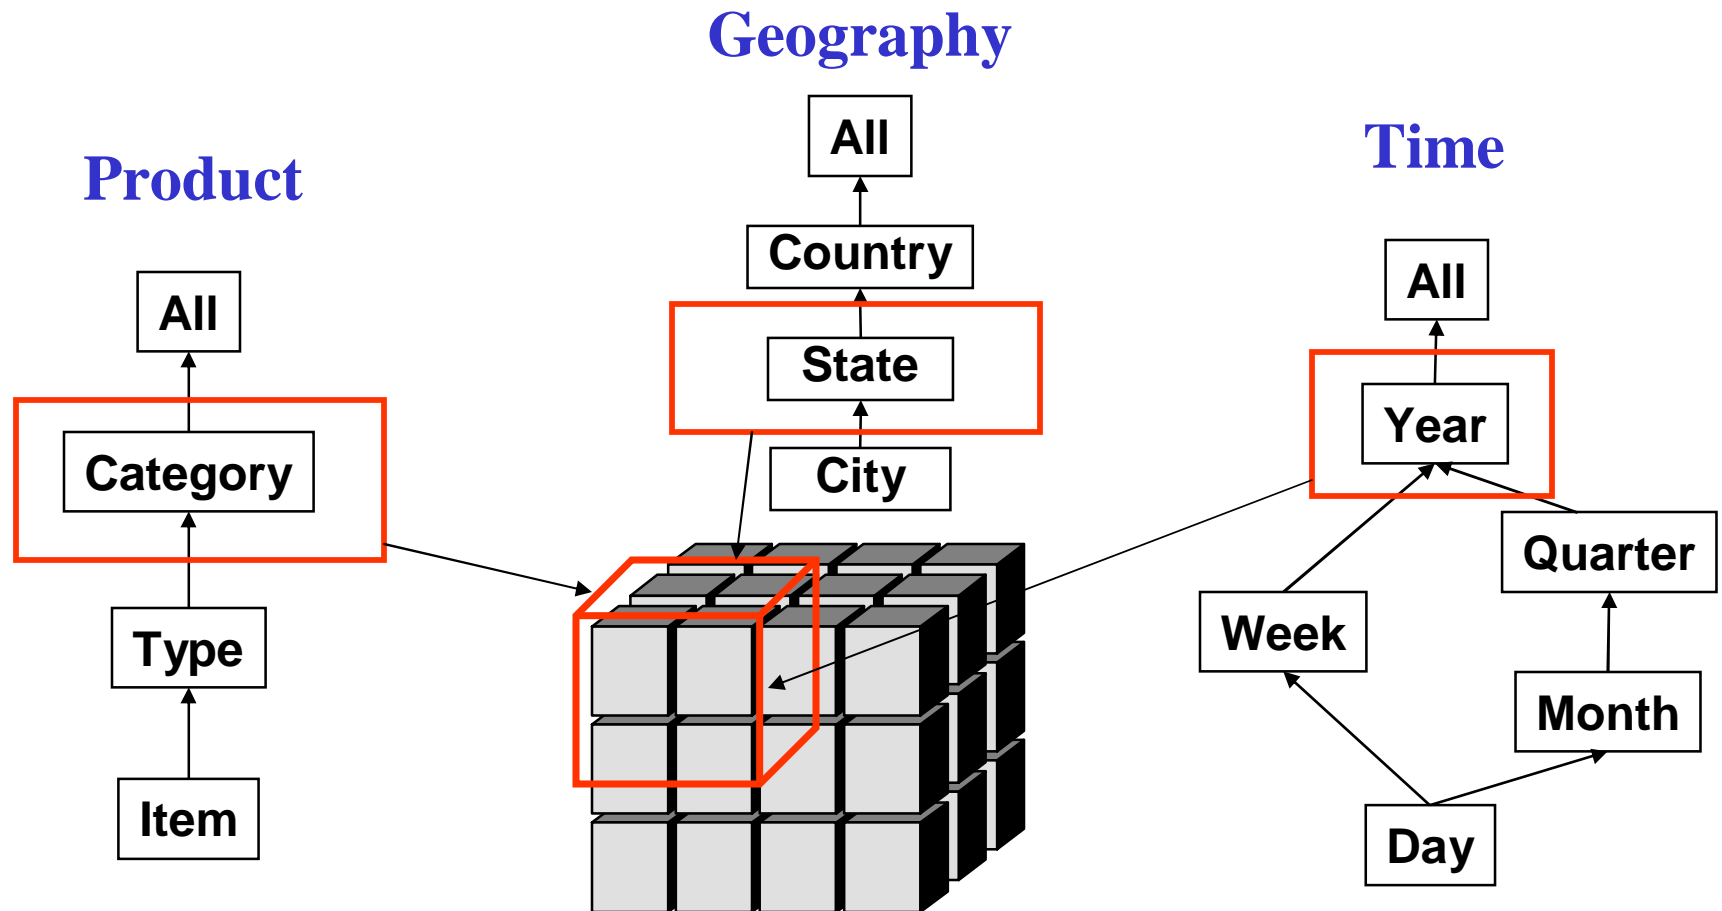 Geography
All
Country
State
City
Product
All
Category
Type
Item
Time
All
Year
Quarter
Week
Month
Day